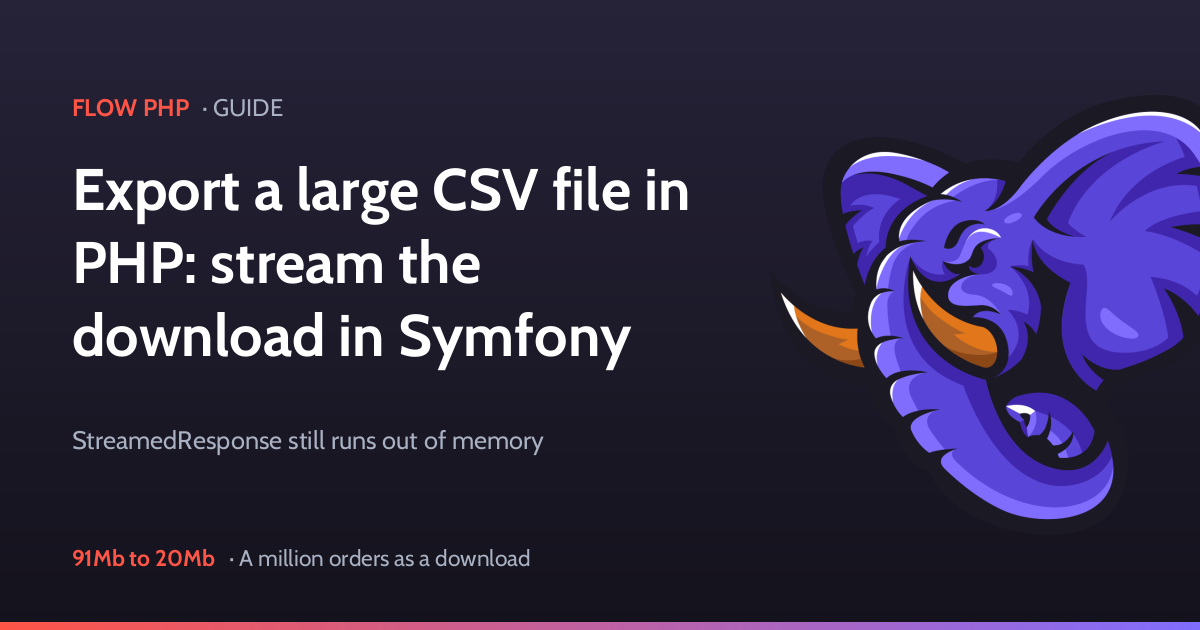 FLOW PHP · GUIDE
Export a large CSV file in
PHP: stream the
download in Symfony
StreamedResponse still runs out of memory
91Mb to 20Mb · A million orders as a download